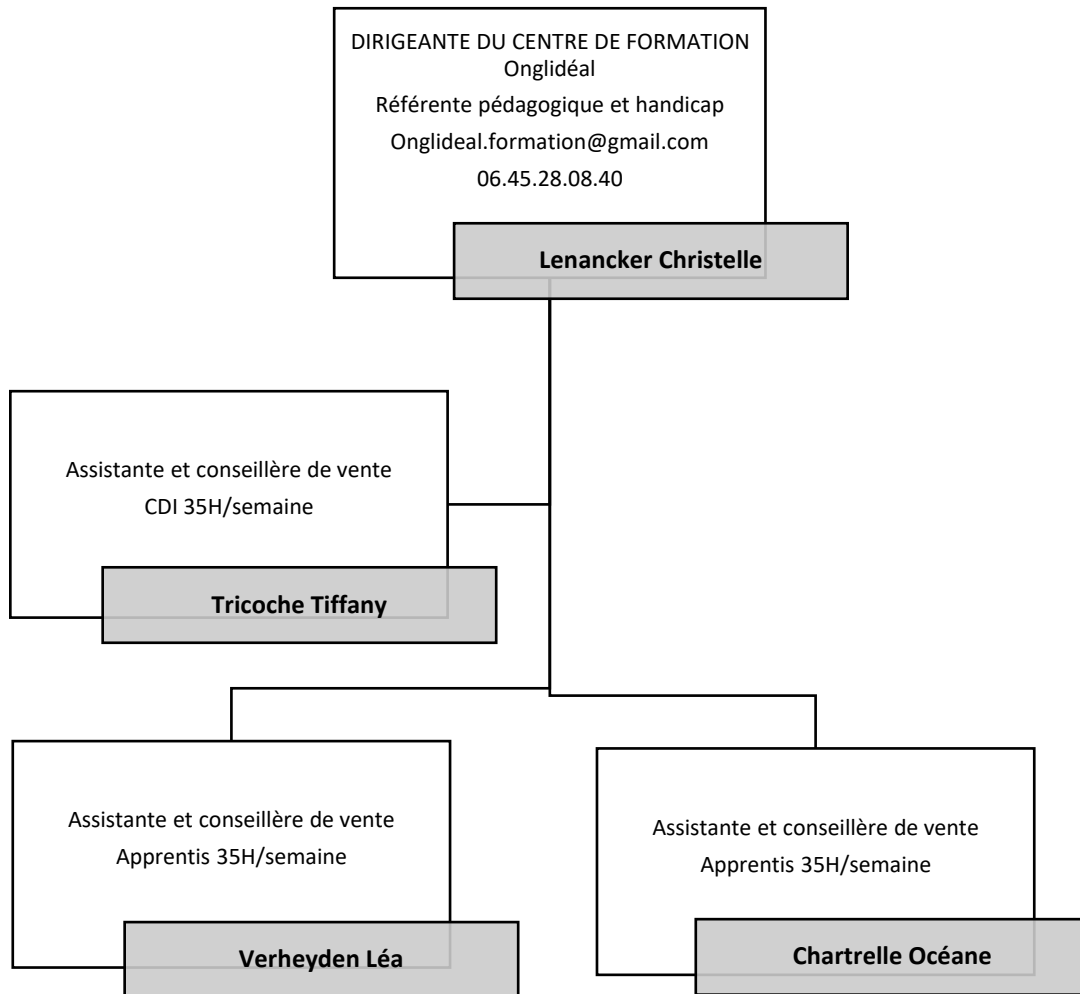 DIRIGEANTE DU CENTRE DE FORMATION
Onglidéal
Référente pédagogique et handicap
Onglideal.formation@gmail.com
06.45.28.08.40
Lenancker Christelle
Assistante et conseillère de vente
CDI 35H/semaine
Tricoche Tiffany
Assistante et conseillère de vente
Apprentis 35H/semaine
Verheyden Léa
Assistante et conseillère de vente
Apprentis 35H/semaine
Chartrelle Océane